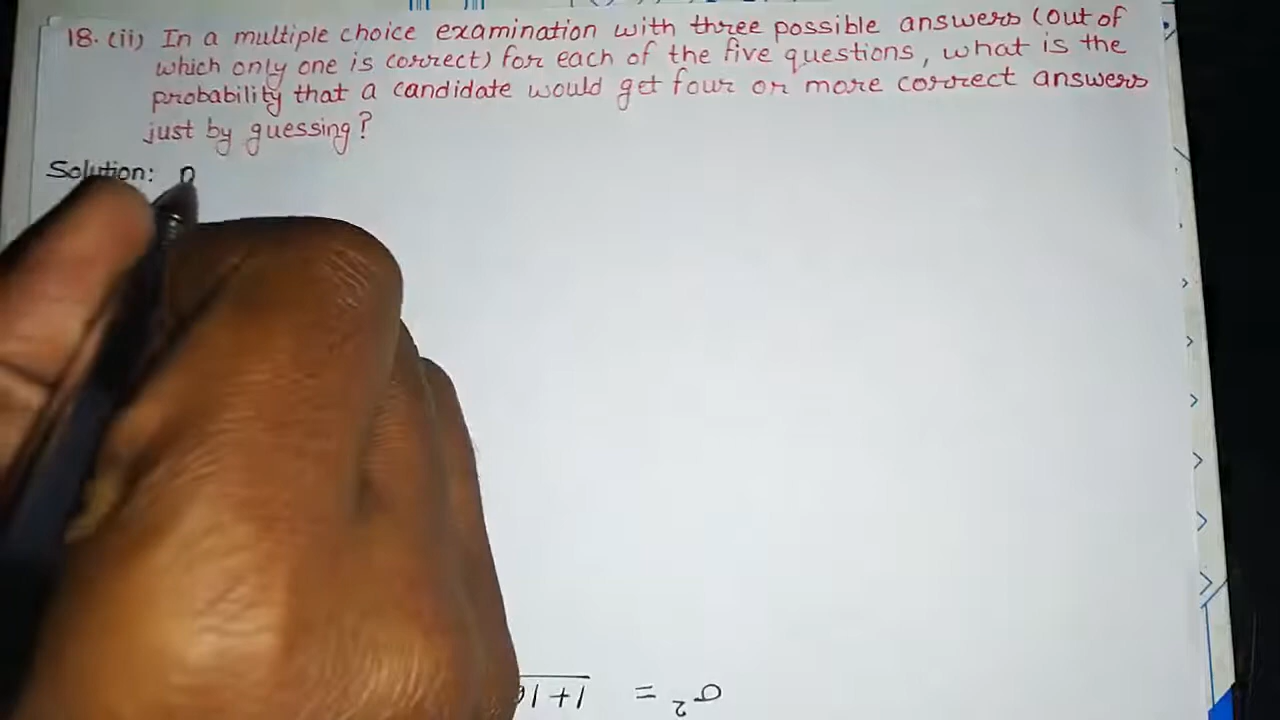 18. (ii) In a multiple choice examination with three possible answers (out of
which only one is correct) for each of the five questions, what is the
probability that a candidate would get four or more correct answers
just by guessing?
Solution: